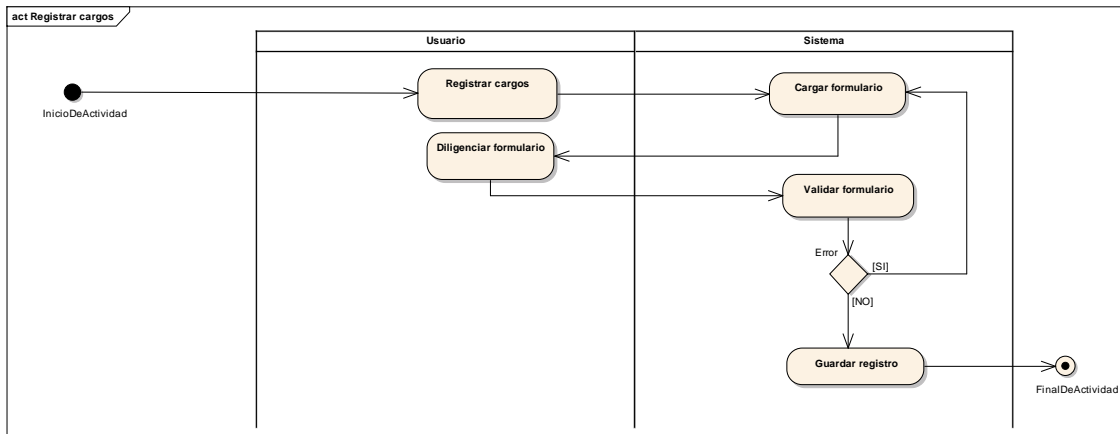 act Registrar cargos
Usuario
Sistema
Registrar cargos
Cargar formulario
InicioDeActividad
Diligenciar formulario
Validar formulario
Error
[SI]
[NO]
Guardar registro
FinalDeActividad